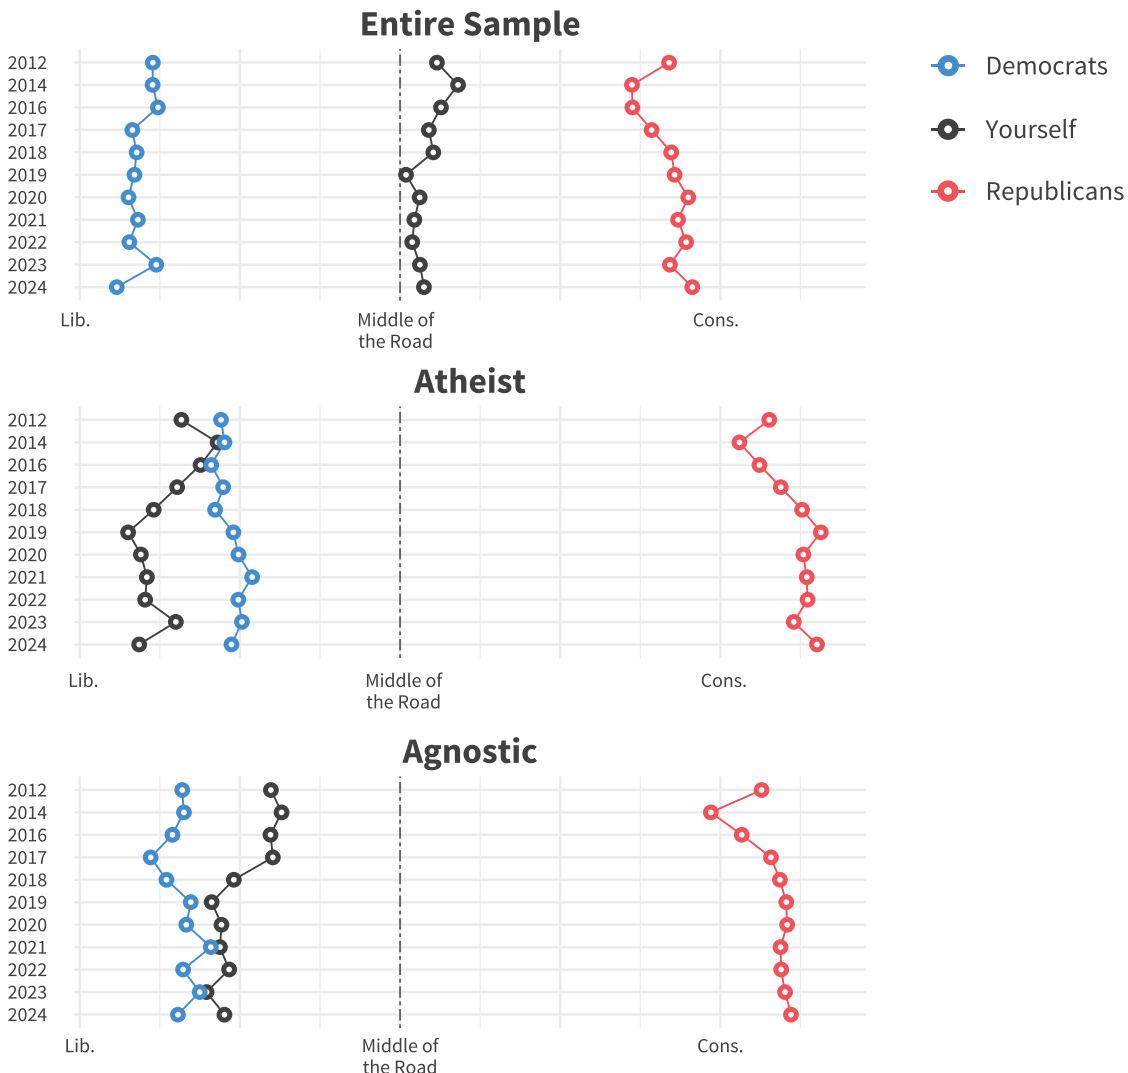 Entire Sample
2012
2014
2016
2017
2018
2019
2020
2021
2022
2023
2024
Lib.
Middle of
the Road
Cons.
Democrats
Yourself
Republicans
Atheist
2012
2014
2016
2017
2018
2019
2020
2021
2022
2023
2024
Lib.
Middle of
the Road
Cons.
Agnostic
2012
2014
2016
2017
2018
2019
2020
2021
2022
2023
2024
Lib.
Middle of
the Road
Cons.